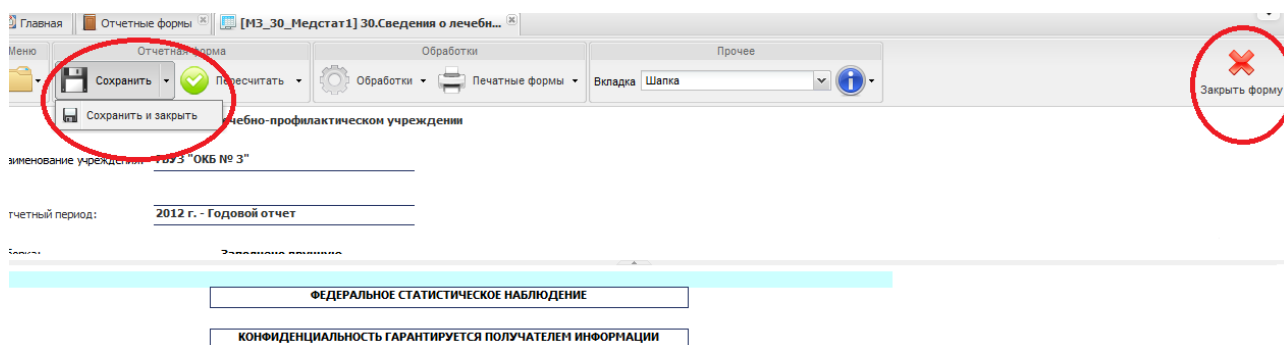 Главная Отчетные формы [МЗ_30_Медстат1] 30.Сведения о лечебн...
Меню Отчетная форма Обработки Прочее
Сохранить Пересчитать Обработки Печатные формы Вкладка Шапка Закрыть форму
Сохранить и закрыть
ечебно-профилактическом учреждении
аименование учреждения: ГБУЗ "ОКБ № 3"
тчетный период: 2012 г. - Годовой отчет
Заполнено вручную
ФЕДЕРАЛЬНОЕ СТАТИСТИЧЕСКОЕ НАБЛЮДЕНИЕ
КОНФИДЕНЦИАЛЬНОСТЬ ГАРАНТИРУЕТСЯ ПОЛУЧАТЕЛЕМ ИНФОРМАЦИИ